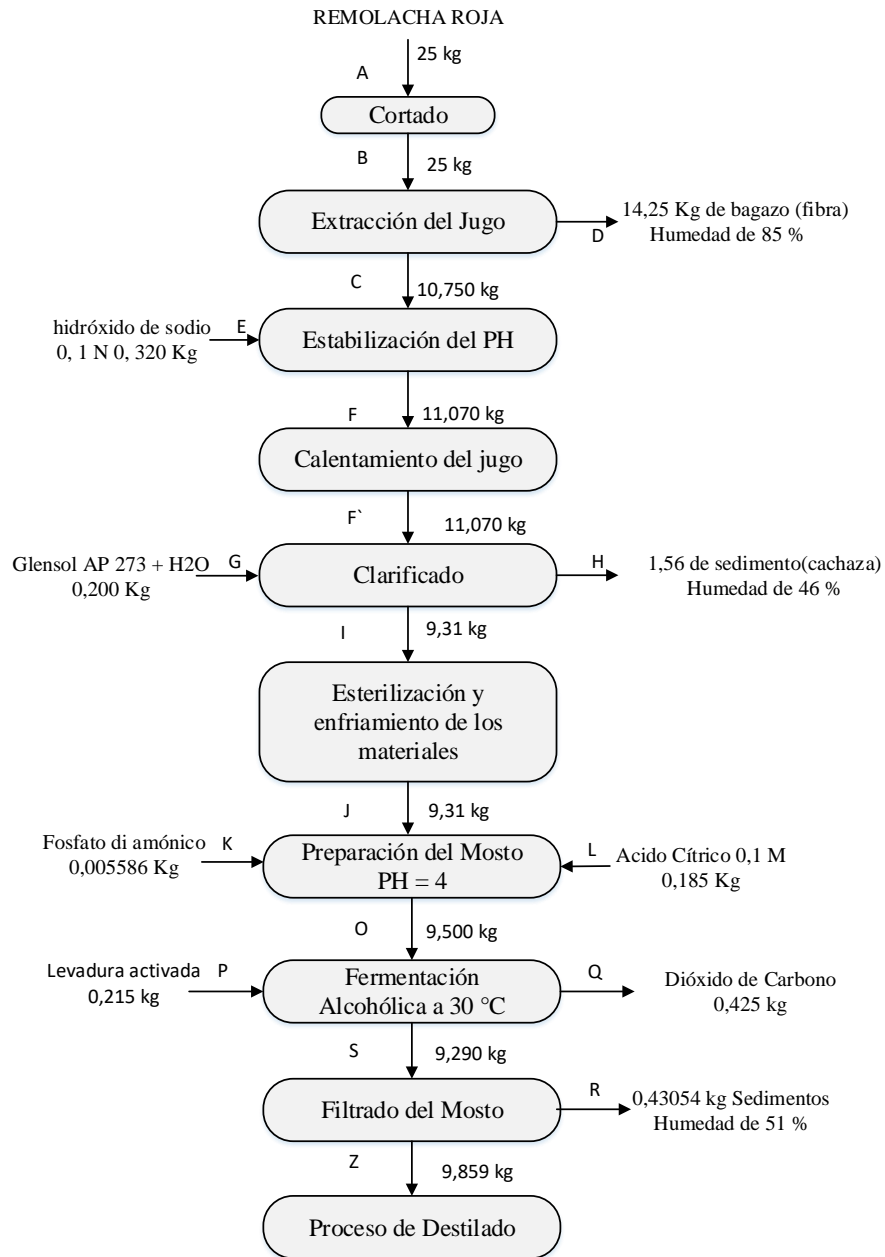 REMOLACHA ROJA
25 kg
A
Cortado
B
25 kg
Extracción del Jugo
14,25 Kg de bagazo (fibra)
D
Humedad de 85 %
C
10,750 kg
hidróxido de sodio
E
0, 1 N 0, 320 Kg
Estabilización del PH
F
11,070 kg
Calentamiento del jugo
F`
11,070 kg
Glensol AP 273 + H2O
G
0,200 Kg
Clarificado
H
1,56 de sedimento(cachaza)
Humedad de 46 %
I
9,31 kg
Esterilización y
enfriamiento de los
materiales
J
9,31 kg
Fosfato di amónico
K
0,005586 Kg
Preparación del Mosto
PH = 4
L
Acido Cítrico 0,1 M
0,185 Kg
O
9,500 kg
Levadura activada
P
0,215 kg
Fermentación
Alcohólica a 30 °C
Q
Dióxido de Carbono
0,425 kg
S
9,290 kg
Filtrado del Mosto
R
0,43054 kg Sedimentos
Humedad de 51 %
Z
9,859 kg
Proceso de Destilado